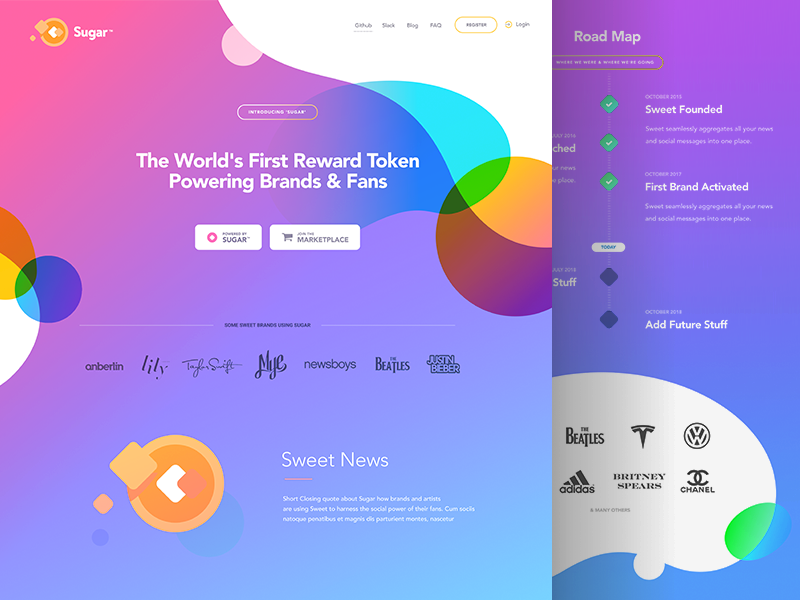 Sugar™
Github Slack Blog FAQ REGISTER Login
INTRODUCING 'SUGAR'
The World's First Reward Token
Powering Brands & Fans
POWERED BY
SUGAR™
JOIN THE
MARKETPLACE
SOME SWEET BRANDS USING SUGAR
anberlin lily Taylor Swift Myc newsboys THE BEATLES JUSTIN BIEBER
Sweet News
Short Closing quote about Sugar how brands and artists
are using Sweet to harness the social power of their fans. Cum sociis
natoque penatibus et magnis dis parturient montes, nascetur
Road Map
WHERE WE WERE & WHERE WE'RE GOING
OCTOBER 2015
Sweet Founded
Sweet seamlessly aggregates all your news
and social messages into one place.
JULY 2016
ched
us news
place.
OCTOBER 2017
First Brand Activated
Sweet seamlessly aggregates all your news
and social messages into one place.
TODAY
JULY 2018
Stuff
OCTOBER 2018
Add Future Stuff
THE BEATLES
adidas
BRITNEY
SPEARS
CHANEL
& MANY OTHERS